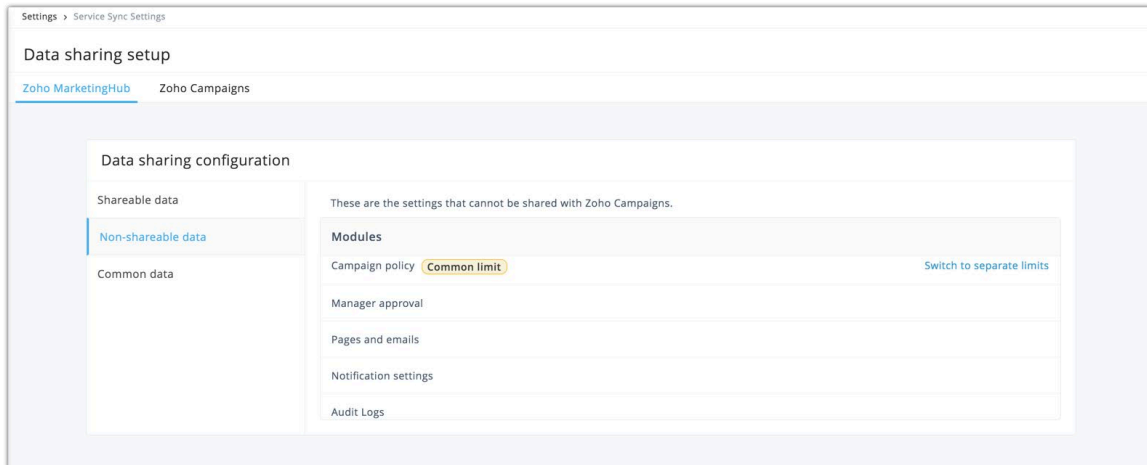 Settings > Service Sync Settings
Data sharing setup
Zoho MarketingHub Zoho Campaigns
Data sharing configuration
Shareable data
Non-shareable data
Common data
These are the settings that cannot be shared with Zoho Campaigns.
Modules
Campaign policy Common limit Switch to separate limits
Manager approval
Pages and emails
Notification settings
Audit Logs